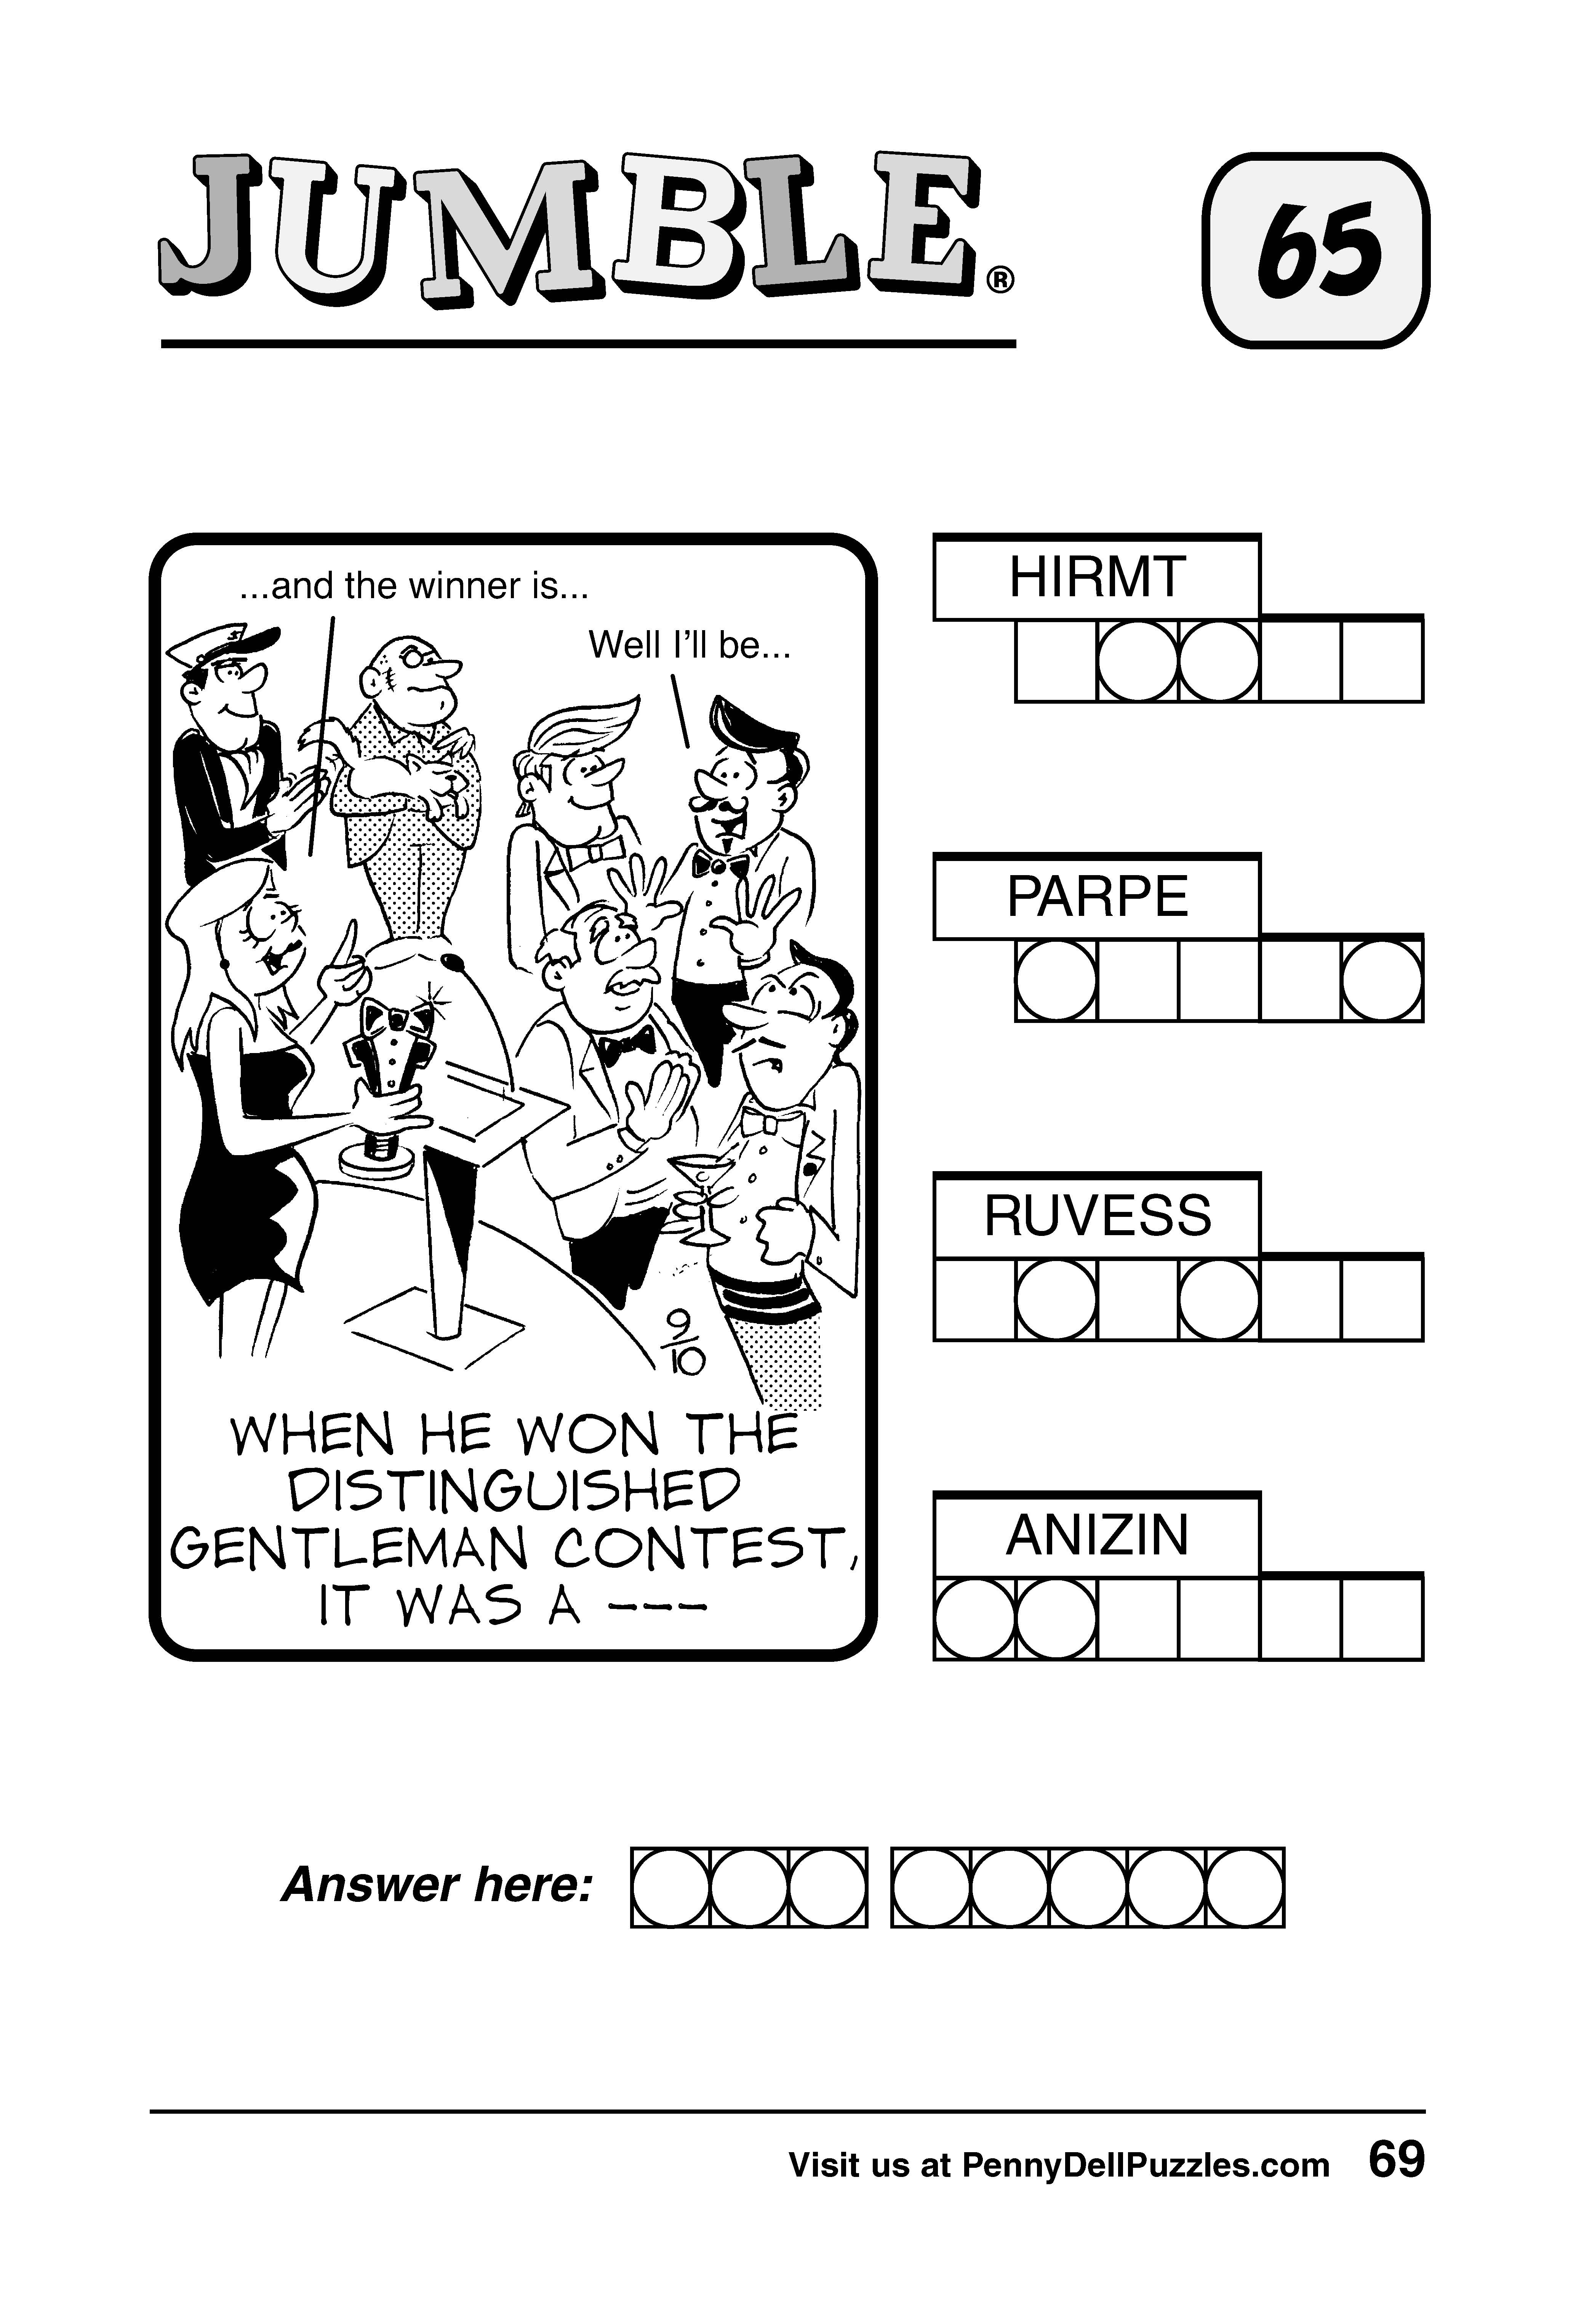 JUMBLE®
65
...and the winner is...
Well I'll be...
9/10
WHEN HE WON THE
DISTINGUISHED
GENTLEMAN CONTEST,
IT WAS A ---
HIRMT
PARPE
RUVESS
ANIZIN
Answer here:
Visit us at PennyDellPuzzles.com 69